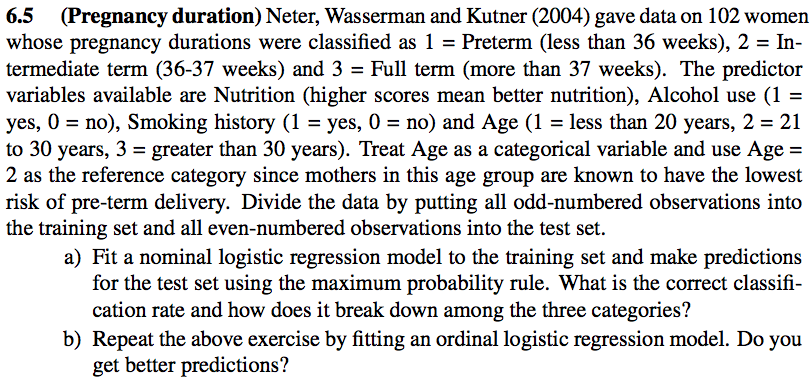 6.5 (Pregnancy duration) Neter, Wasserman and Kutner (2004) gave data on 102 women
whose pregnancy durations were classified as 1 = Preterm (less than 36 weeks), 2 = In-
termediate term (36-37 weeks) and 3 = Full term (more than 37 weeks). The predictor
variables available are Nutrition (higher scores mean better nutrition), Alcohol use (1 =
yes, 0 = no), Smoking history (1 = yes, 0 = no) and Age (1 = less than 20 years, 2 = 21
to 30 years, 3 = greater than 30 years). Treat Age as a categorical variable and use Age =
2 as the reference category since mothers in this age group are known to have the lowest
risk of pre-term delivery. Divide the data by putting all odd-numbered observations into
the training set and all even-numbered observations into the test set.
a) Fit a nominal logistic regression model to the training set and make predictions
for the test set using the maximum probability rule. What is the correct classifi-
cation rate and how does it break down among the three categories?
b) Repeat the above exercise by fitting an ordinal logistic regression model. Do you
get better predictions?